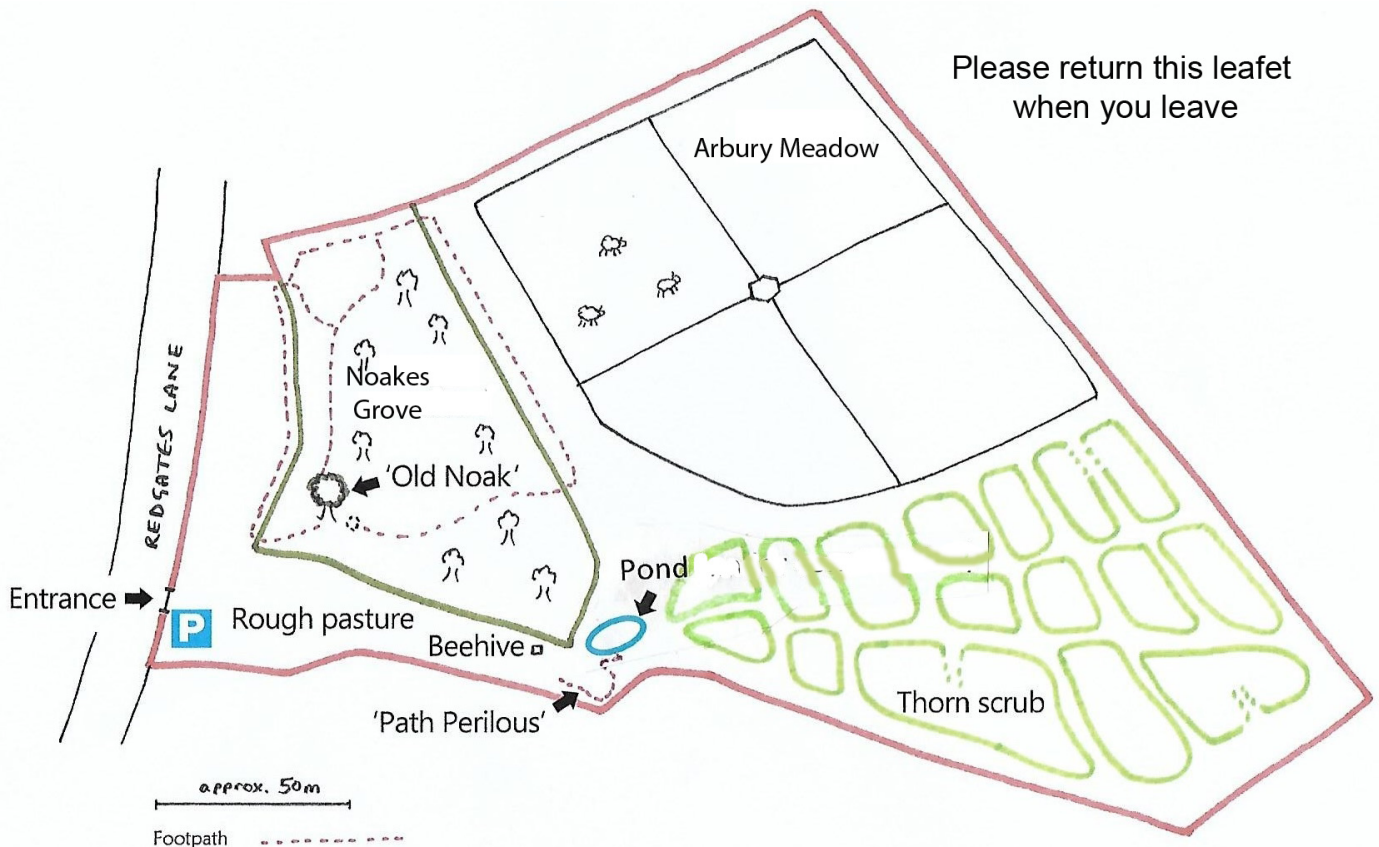 Please return this leafet
when you leave
Arbury Meadow
REDGATES LANE
Noakes
Grove
'Old Noak'
Pond
Entrance
P
Rough pasture
Beehive
Thorn scrub
'Path Perilous'
approx. 50m
Footpath